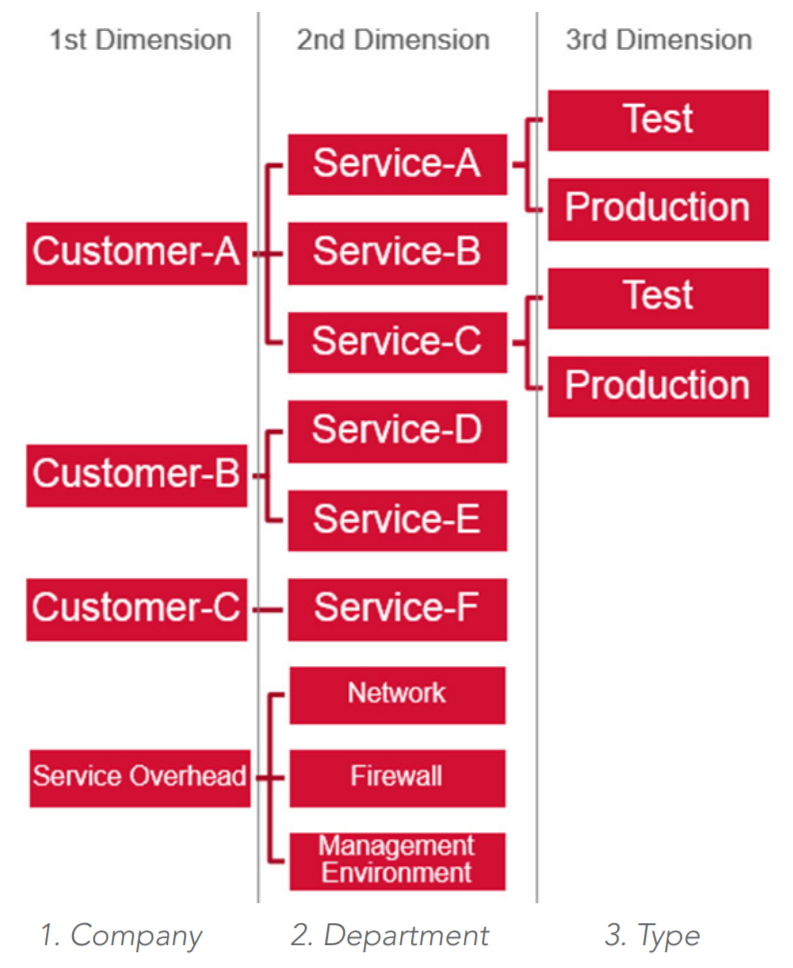 1st Dimension
2nd Dimension
3rd Dimension
Test
Service-A
Production
Customer-A
Service-B
Test
Service-C
Production
Service-D
Customer-B
Service-E
Customer-C
Service-F
Network
Service Overhead
Firewall
Management
Environment
1. Company
2. Department
3. Type